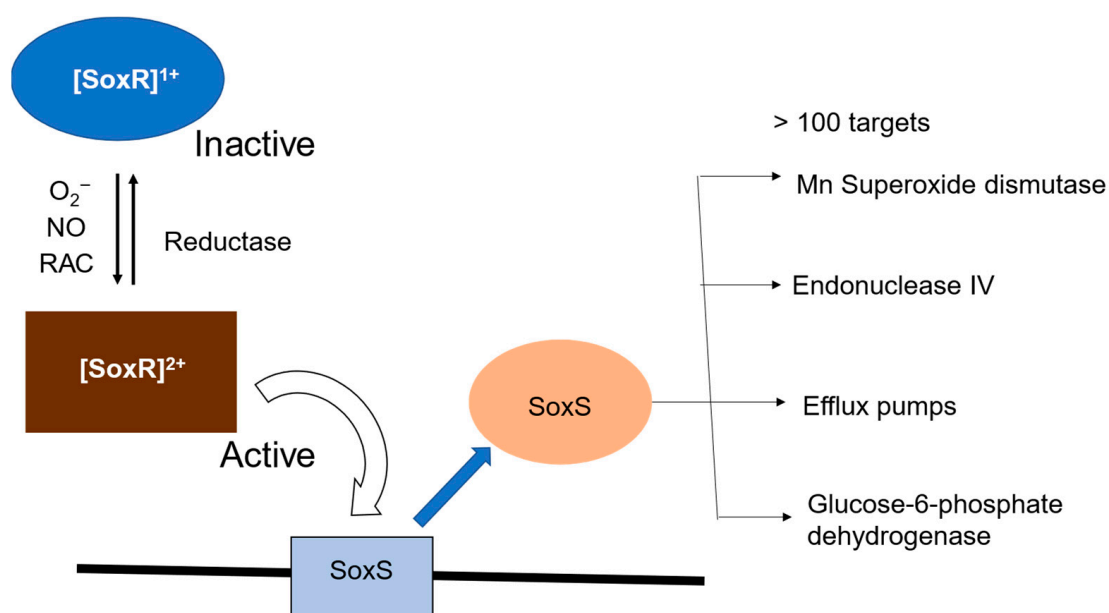 [SoxR]¹⁺
Inactive
O₂⁻
NO
RAC
Reductase
[SoxR]²⁺
Active
SoxS
SoxS
> 100 targets
Mn Superoxide dismutase
Endonuclease IV
Efflux pumps
Glucose-6-phosphate
dehydrogenase